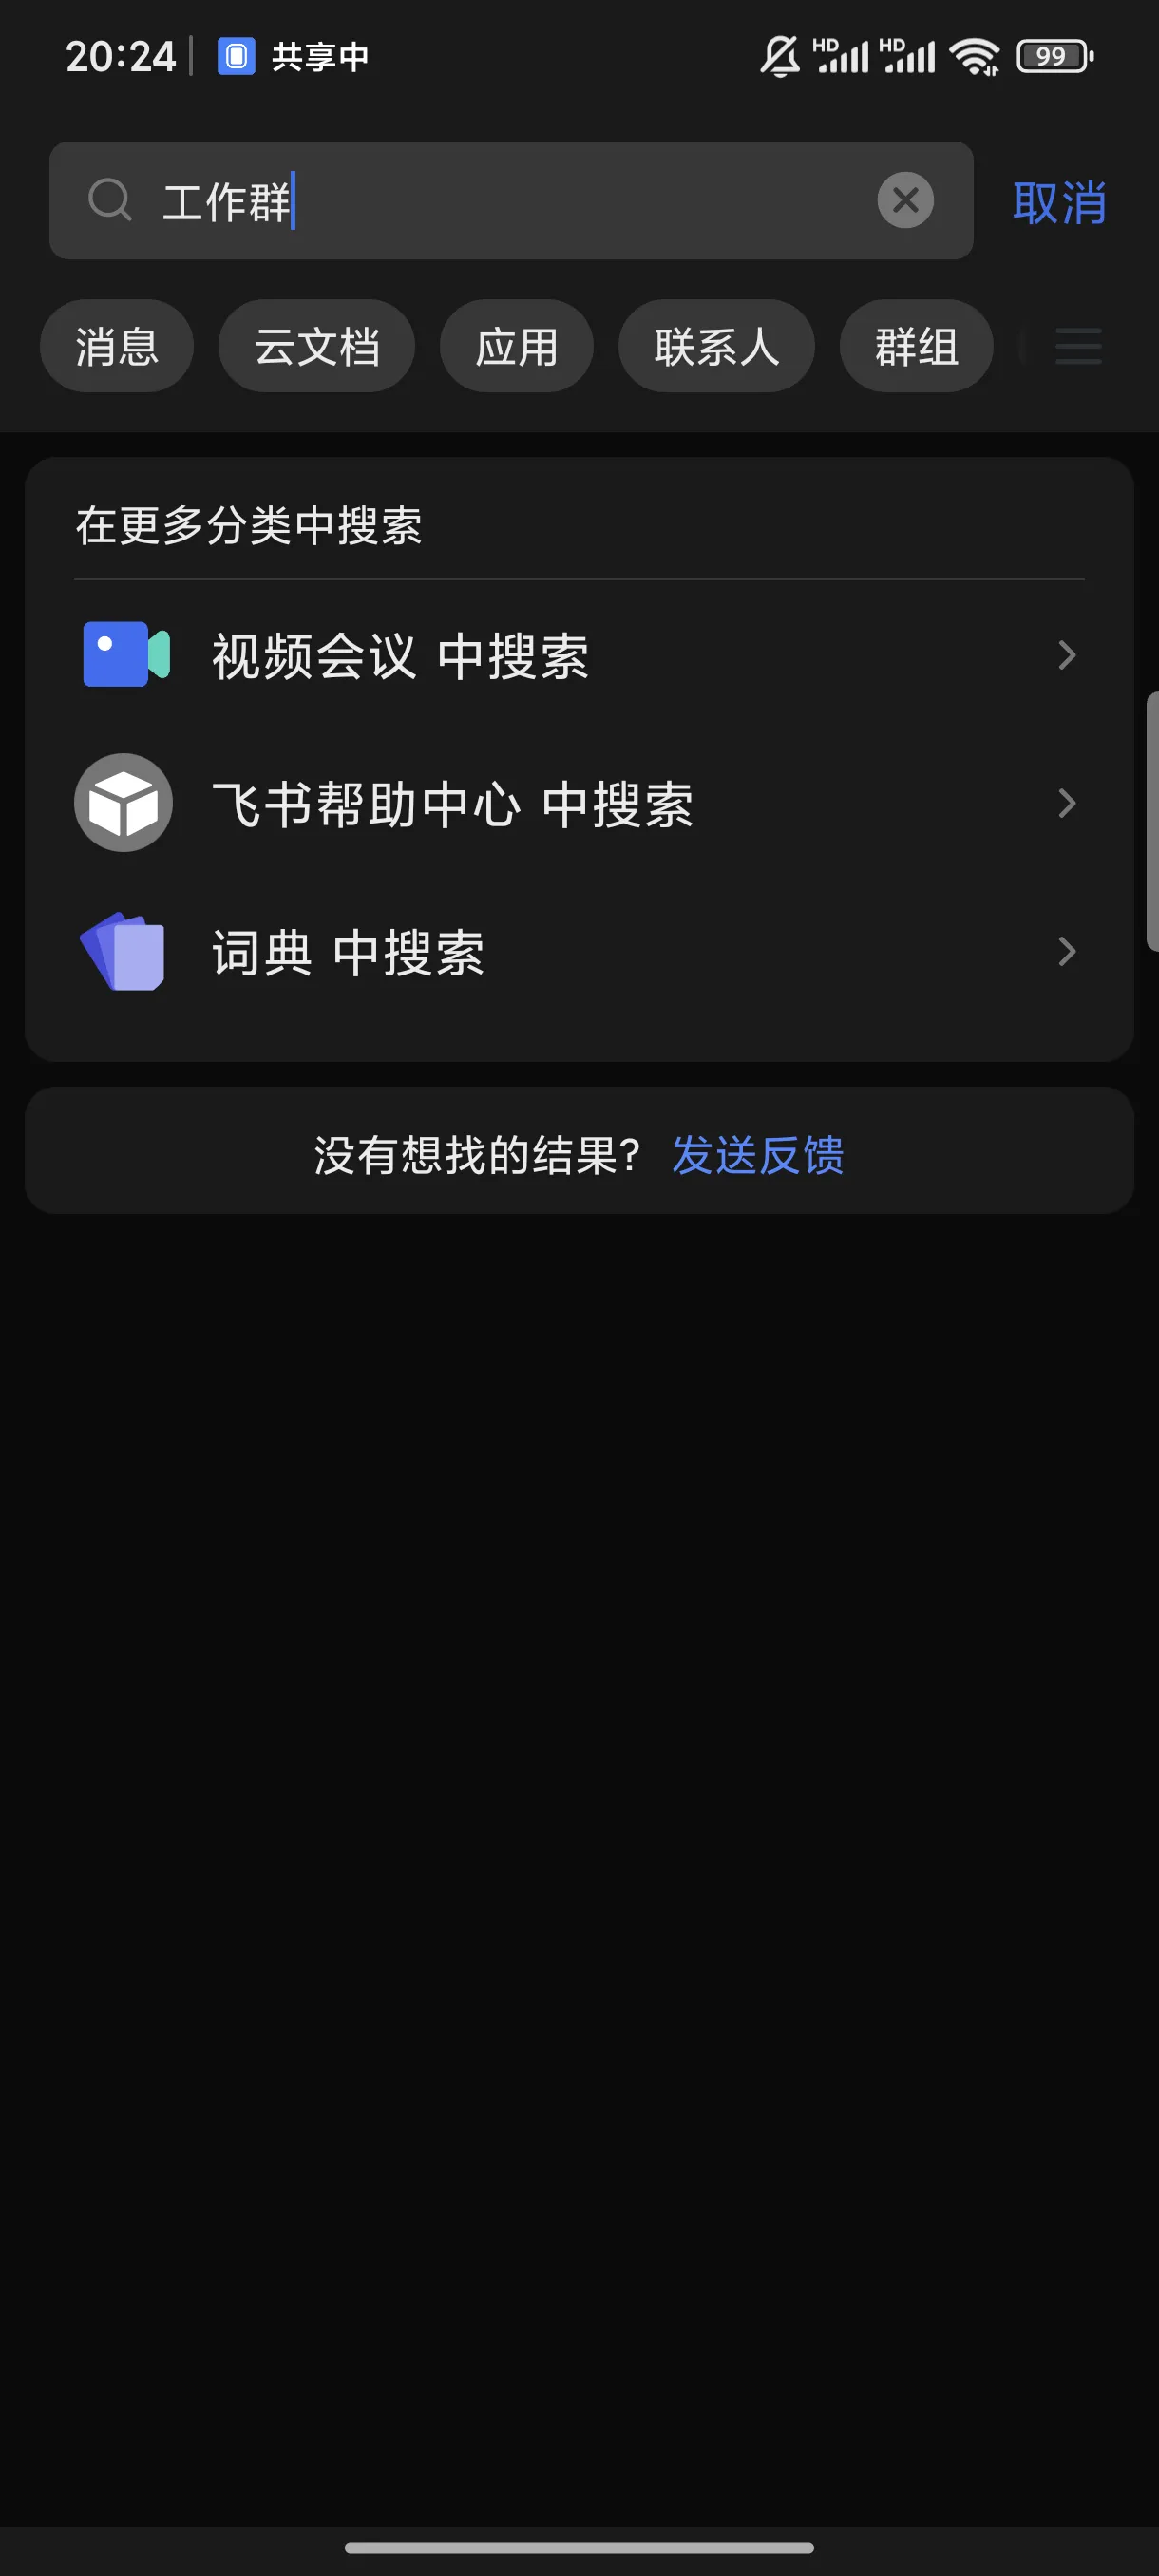 20:24 共享中 HD HD 99
工作群 取消
消息 云文档 应用 联系人 群组
在更多分类中搜索
视频会议 中搜索
飞书帮助中心 中搜索
词典 中搜索
没有想找的结果? 发送反馈